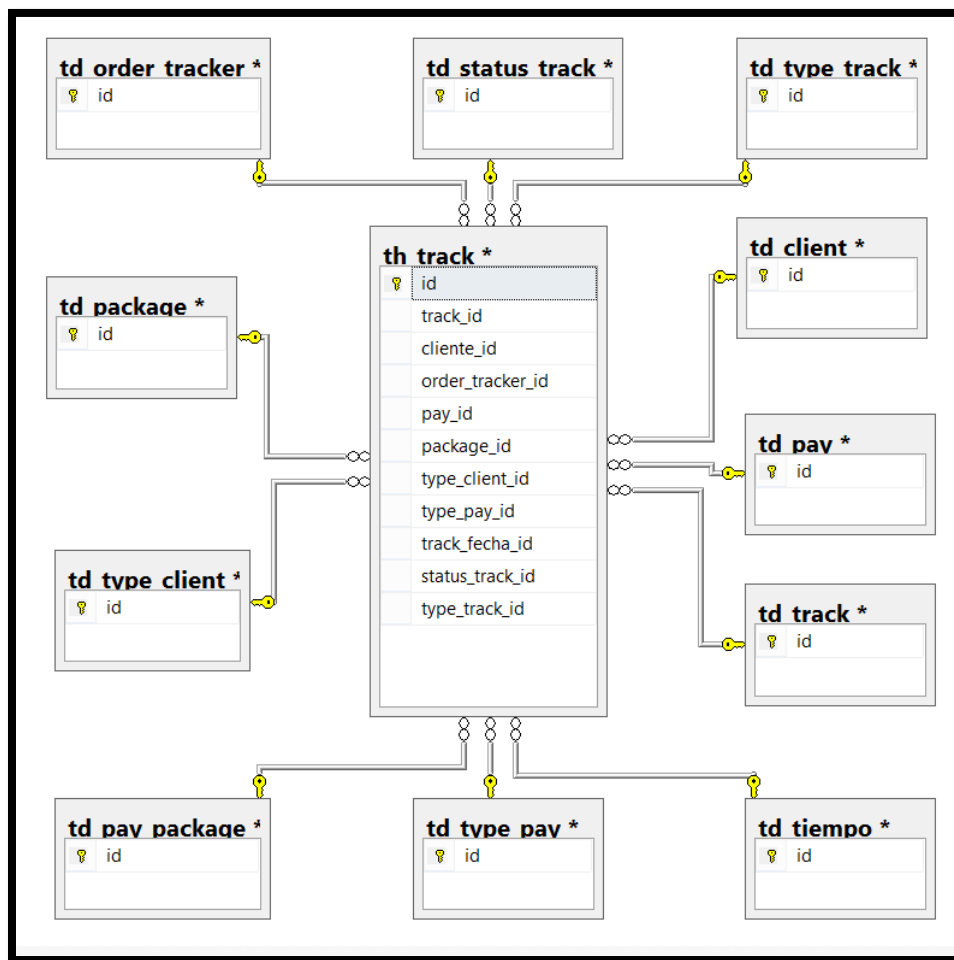 td_order_tracker *
id
td_status_track *
id
td_type_track *
id
th_track *
id
track_id
cliente_id
order_tracker_id
pay_id
package_id
type_client_id
type_pay_id
track_fecha_id
status_track_id
type_track_id
td_client *
id
td_package *
id
td_pay *
id
td_type_client *
id
td_track *
id
td_pay_package *
id
td_type_pay *
id
td_tiempo *
id